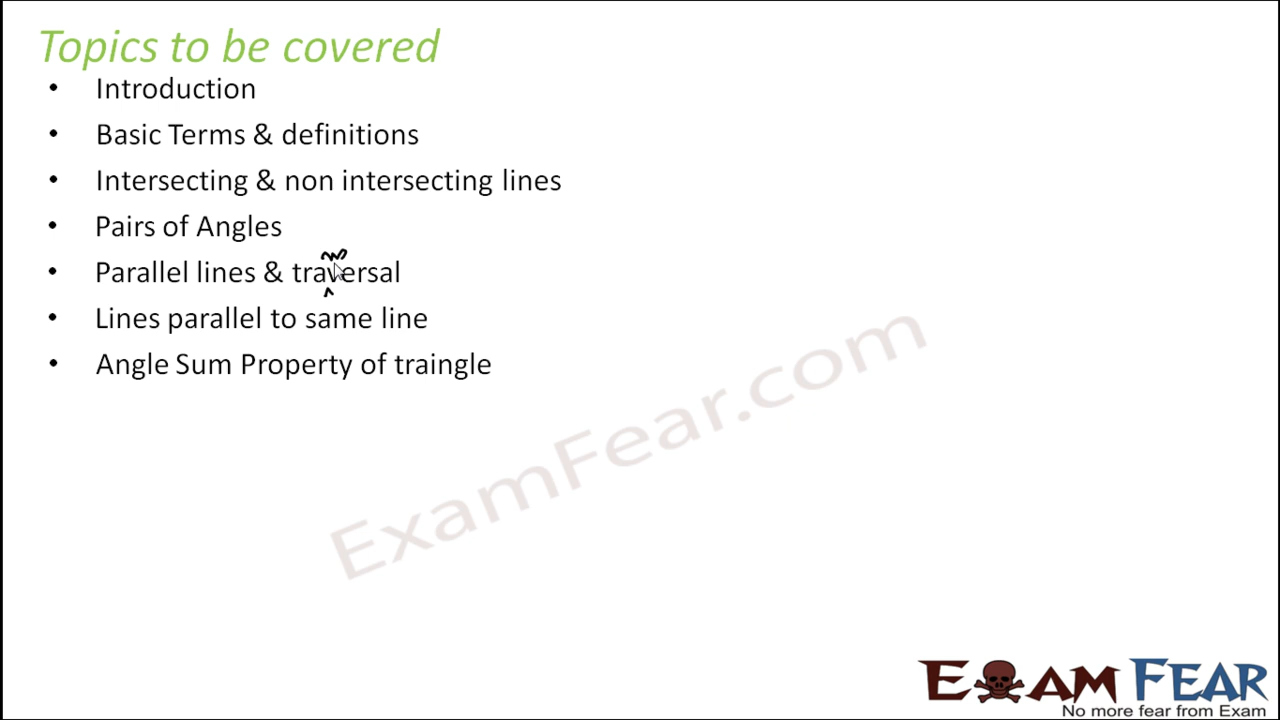 Topics to be covered
• Introduction
• Basic Terms & definitions
• Intersecting & non intersecting lines
• Pairs of Angles
ns
• Parallel lines & traversal
• Lines parallel to same line
• Angle Sum Property of traingle
ExamFear.com
EXAM FEAR
No more fear from Exam